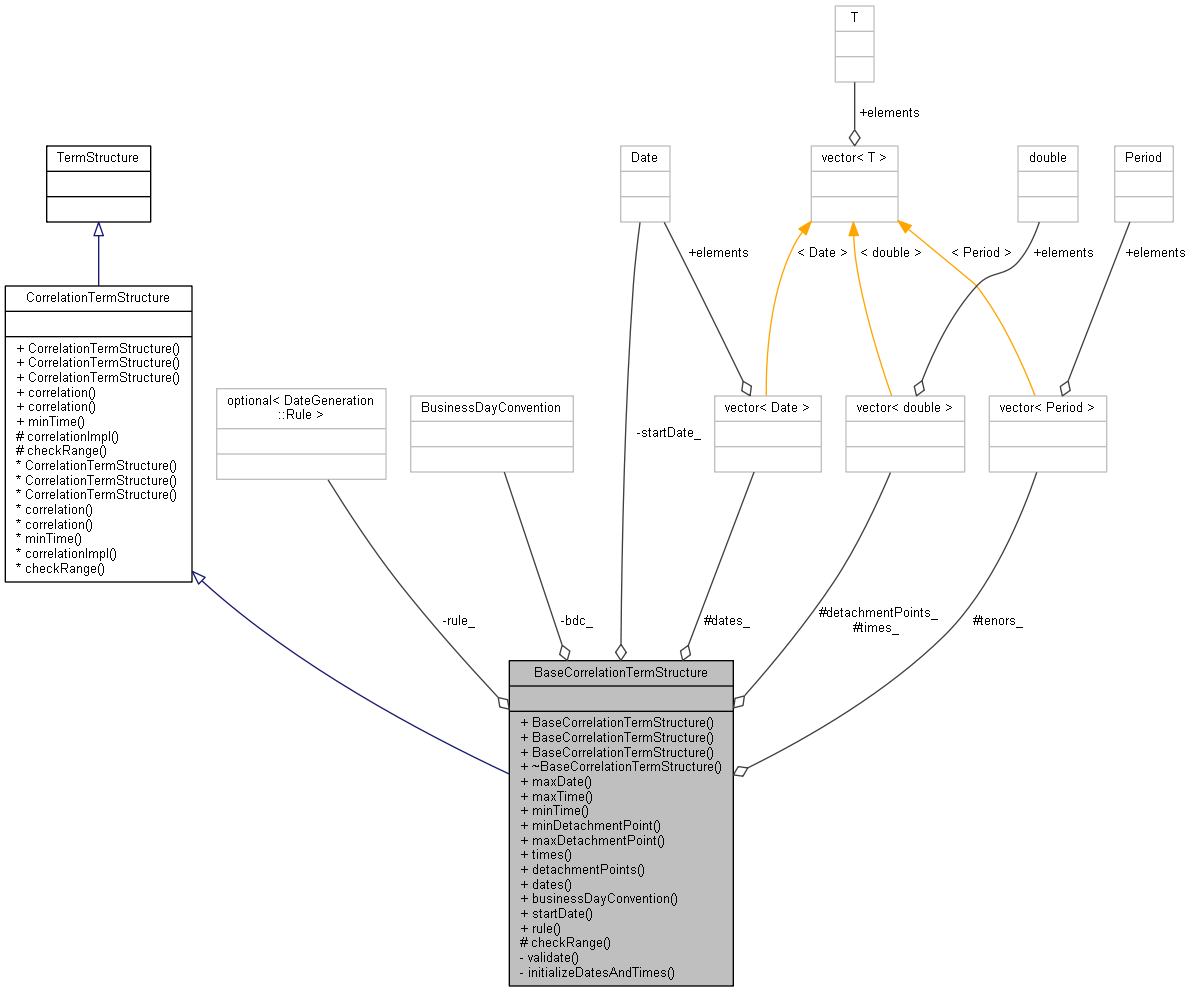 T
+elements
TermStructure
Date
vector< T >
double
Period
+elements
< Date >
< double >
< Period >
+elements
+elements
CorrelationTermStructure
+ CorrelationTermStructure()
+ CorrelationTermStructure()
+ CorrelationTermStructure()
+ correlation()
+ correlation()
+ minTime()
# correlationImpl()
# checkRange()
* CorrelationTermStructure()
* CorrelationTermStructure()
* CorrelationTermStructure()
* correlation()
* correlation()
* minTime()
* correlationImpl()
* checkRange()
optional< DateGeneration
::Rule >
BusinessDayConvention
-startDate_
vector< Date >
vector< double >
vector< Period >
-rule_
-bdc_
#dates_
#detachmentPoints_
#times_
#tenors_
BaseCorrelationTermStructure
+ BaseCorrelationTermStructure()
+ BaseCorrelationTermStructure()
+ BaseCorrelationTermStructure()
+ ~BaseCorrelationTermStructure()
+ maxDate()
+ maxTime()
+ minTime()
+ minDetachmentPoint()
+ maxDetachmentPoint()
+ times()
+ detachmentPoints()
+ dates()
+ businessDayConvention()
+ startDate()
+ rule()
# checkRange()
- validate()
- initializeDatesAndTimes()